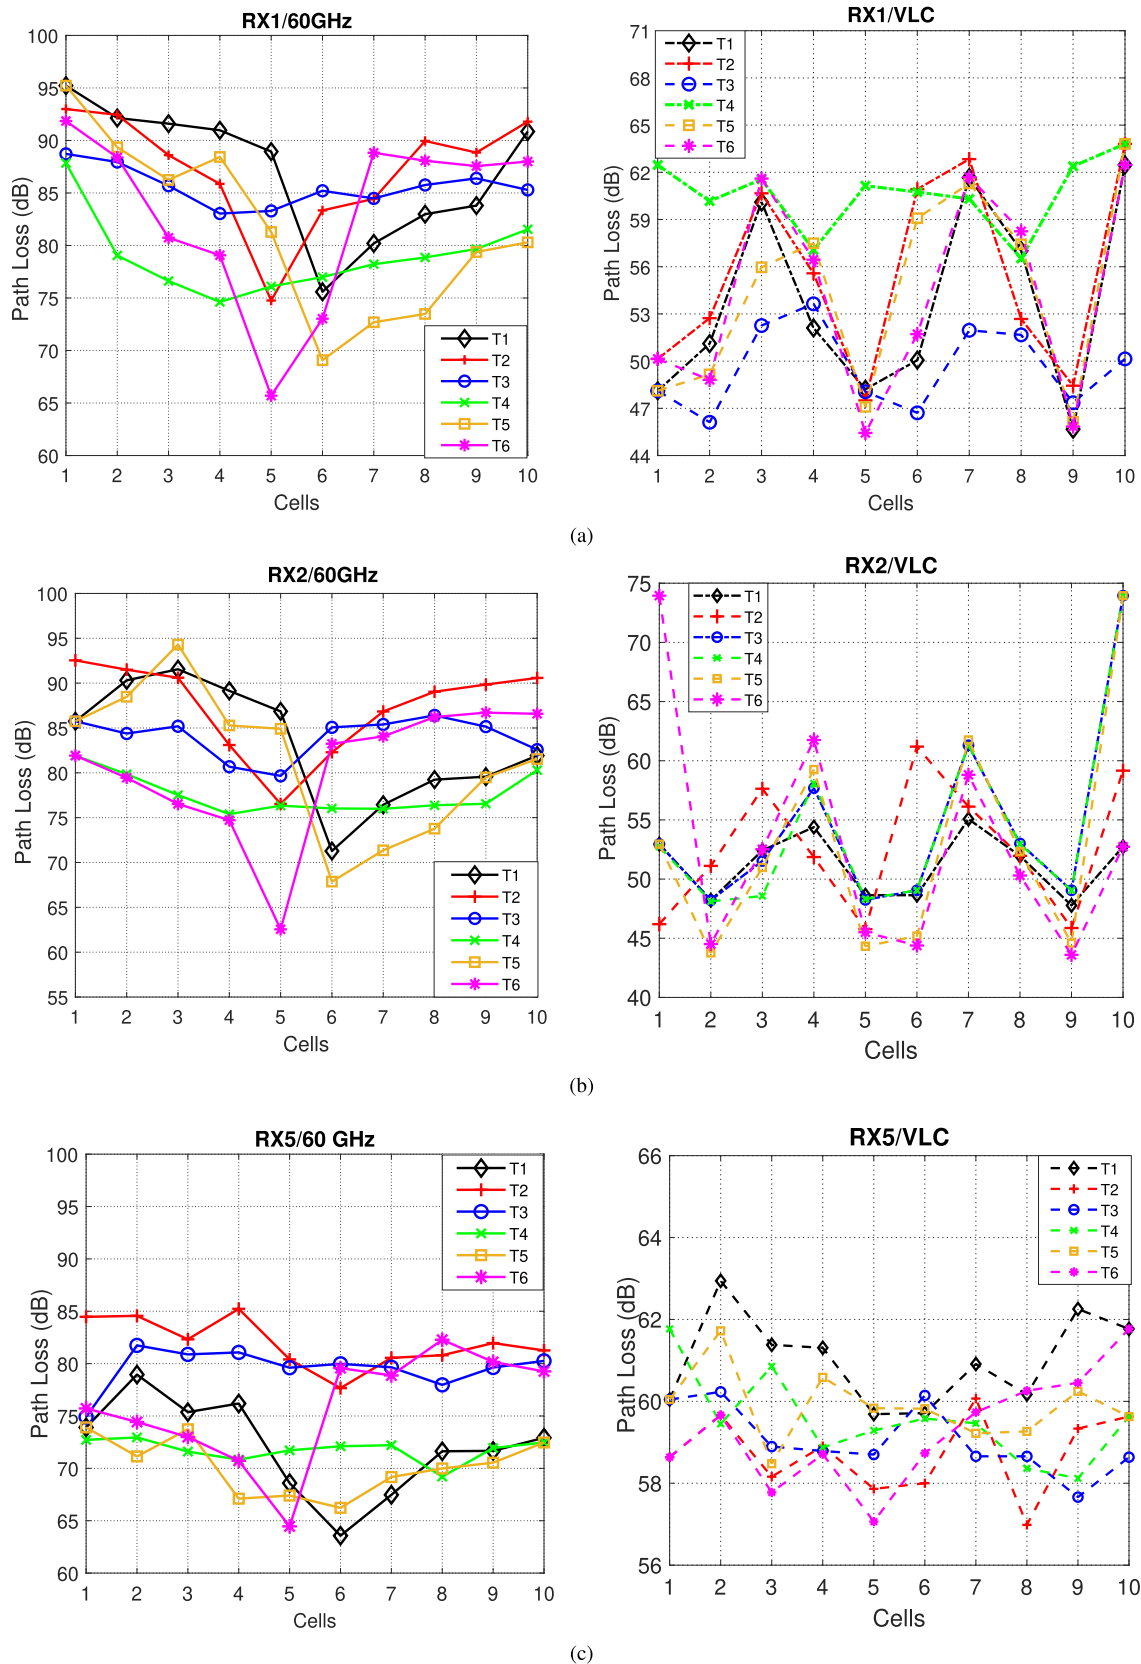 RX1/60GHz
100
95
90
85
80
75
70
65
60
Path Loss (dB)
1 2 3 4 5 6 7 8 9 10
Cells
T1
T2
T3
T4
T5
T6
RX1/VLC
71
68
65
62
59
56
53
50
47
44
Path Loss (dB)
1 2 3 4 5 6 7 8 9 10
Cells
T1
T2
T3
T4
T5
T6
(a)
RX2/60GHz
100
95
90
85
80
75
70
65
60
55
Path Loss (dB)
1 2 3 4 5 6 7 8 9 10
Cells
T1
T2
T3
T4
T5
T6
RX2/VLC
75
70
65
60
55
50
45
40
Path Loss (dB)
1 2 3 4 5 6 7 8 9 10
Cells
T1
T2
T3
T4
T5
T6
(b)
RX5/60 GHz
100
95
90
85
80
75
70
65
60
Path Loss (dB)
1 2 3 4 5 6 7 8 9 10
Cells
T1
T2
T3
T4
T5
T6
RX5/VLC
66
64
62
60
58
56
Path Loss (dB)
1 2 3 4 5 6 7 8 9 10
Cells
T1
T2
T3
T4
T5
T6
(c)